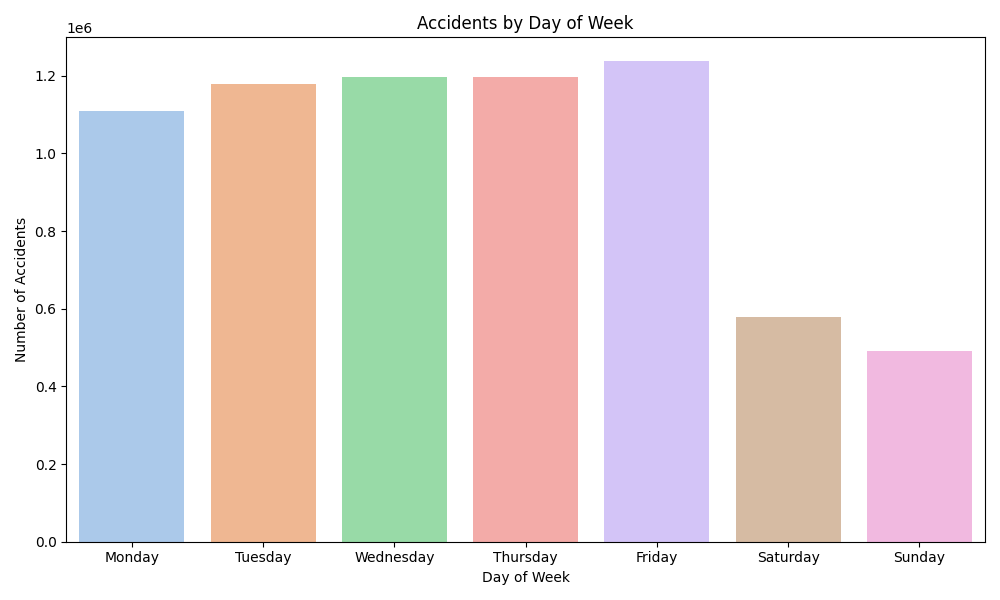 Accidents by Day of Week
1e6
1.2
1.0
0.8
0.6
0.4
0.2
0.0
Number of Accidents
Monday Tuesday Wednesday Thursday Friday Saturday Sunday
Day of Week